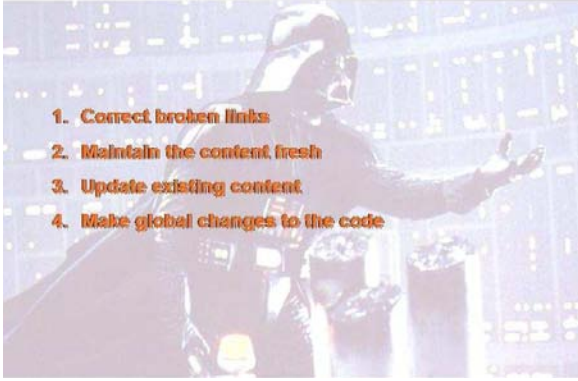 1. Correct broken links
2. Maintain the content fresh
3. Update existing content
4. Make global changes to the code